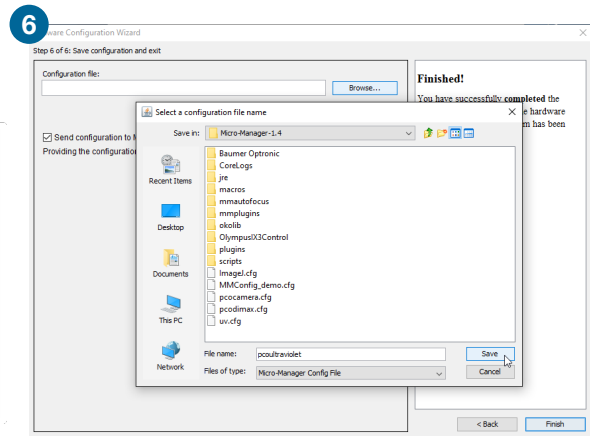 6
ware Configuration Wizard
Step 6 of 6: Save configuration and exit
Configuration file:
Browse...
Finished!
You have successfully completed the
e hardware
m has been
Send configuration to
Providing the configuration
Select a configuration file name
Save in: Micro-Manager-1.4
Recent Items
Desktop
Documents
This PC
Network
Baumer Optronic
CoreLogs
jre
macros
mmautofocus
mmplugins
okolib
OlympusIX3Control
plugins
scripts
ImageJ.cfg
MMConfig_demo.cfg
pcocamera.cfg
pcodimax.cfg
uv.cfg
File name: pcoultraviolet
Save
Files of type: Micro-Manager Config File
Cancel
< Back
Finish